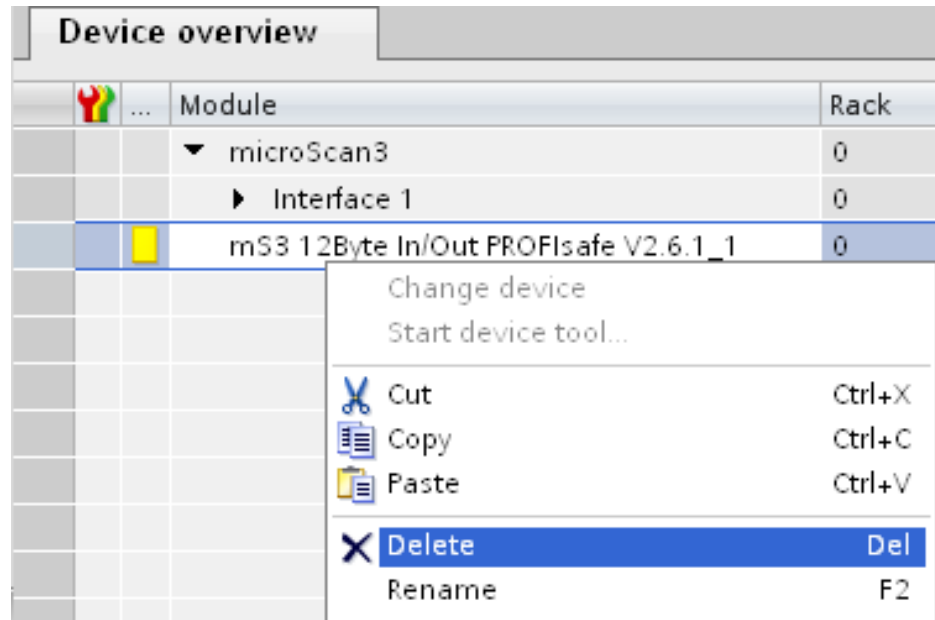 Device overview
... Module Rack
microScan3 0
Interface 1 0
mS3 12Byte In/Out PROFIsafe V2.6.1_1 0
Change device
Start device tool...
Cut Ctrl+X
Copy Ctrl+C
Paste Ctrl+V
Delete Del
Rename F2